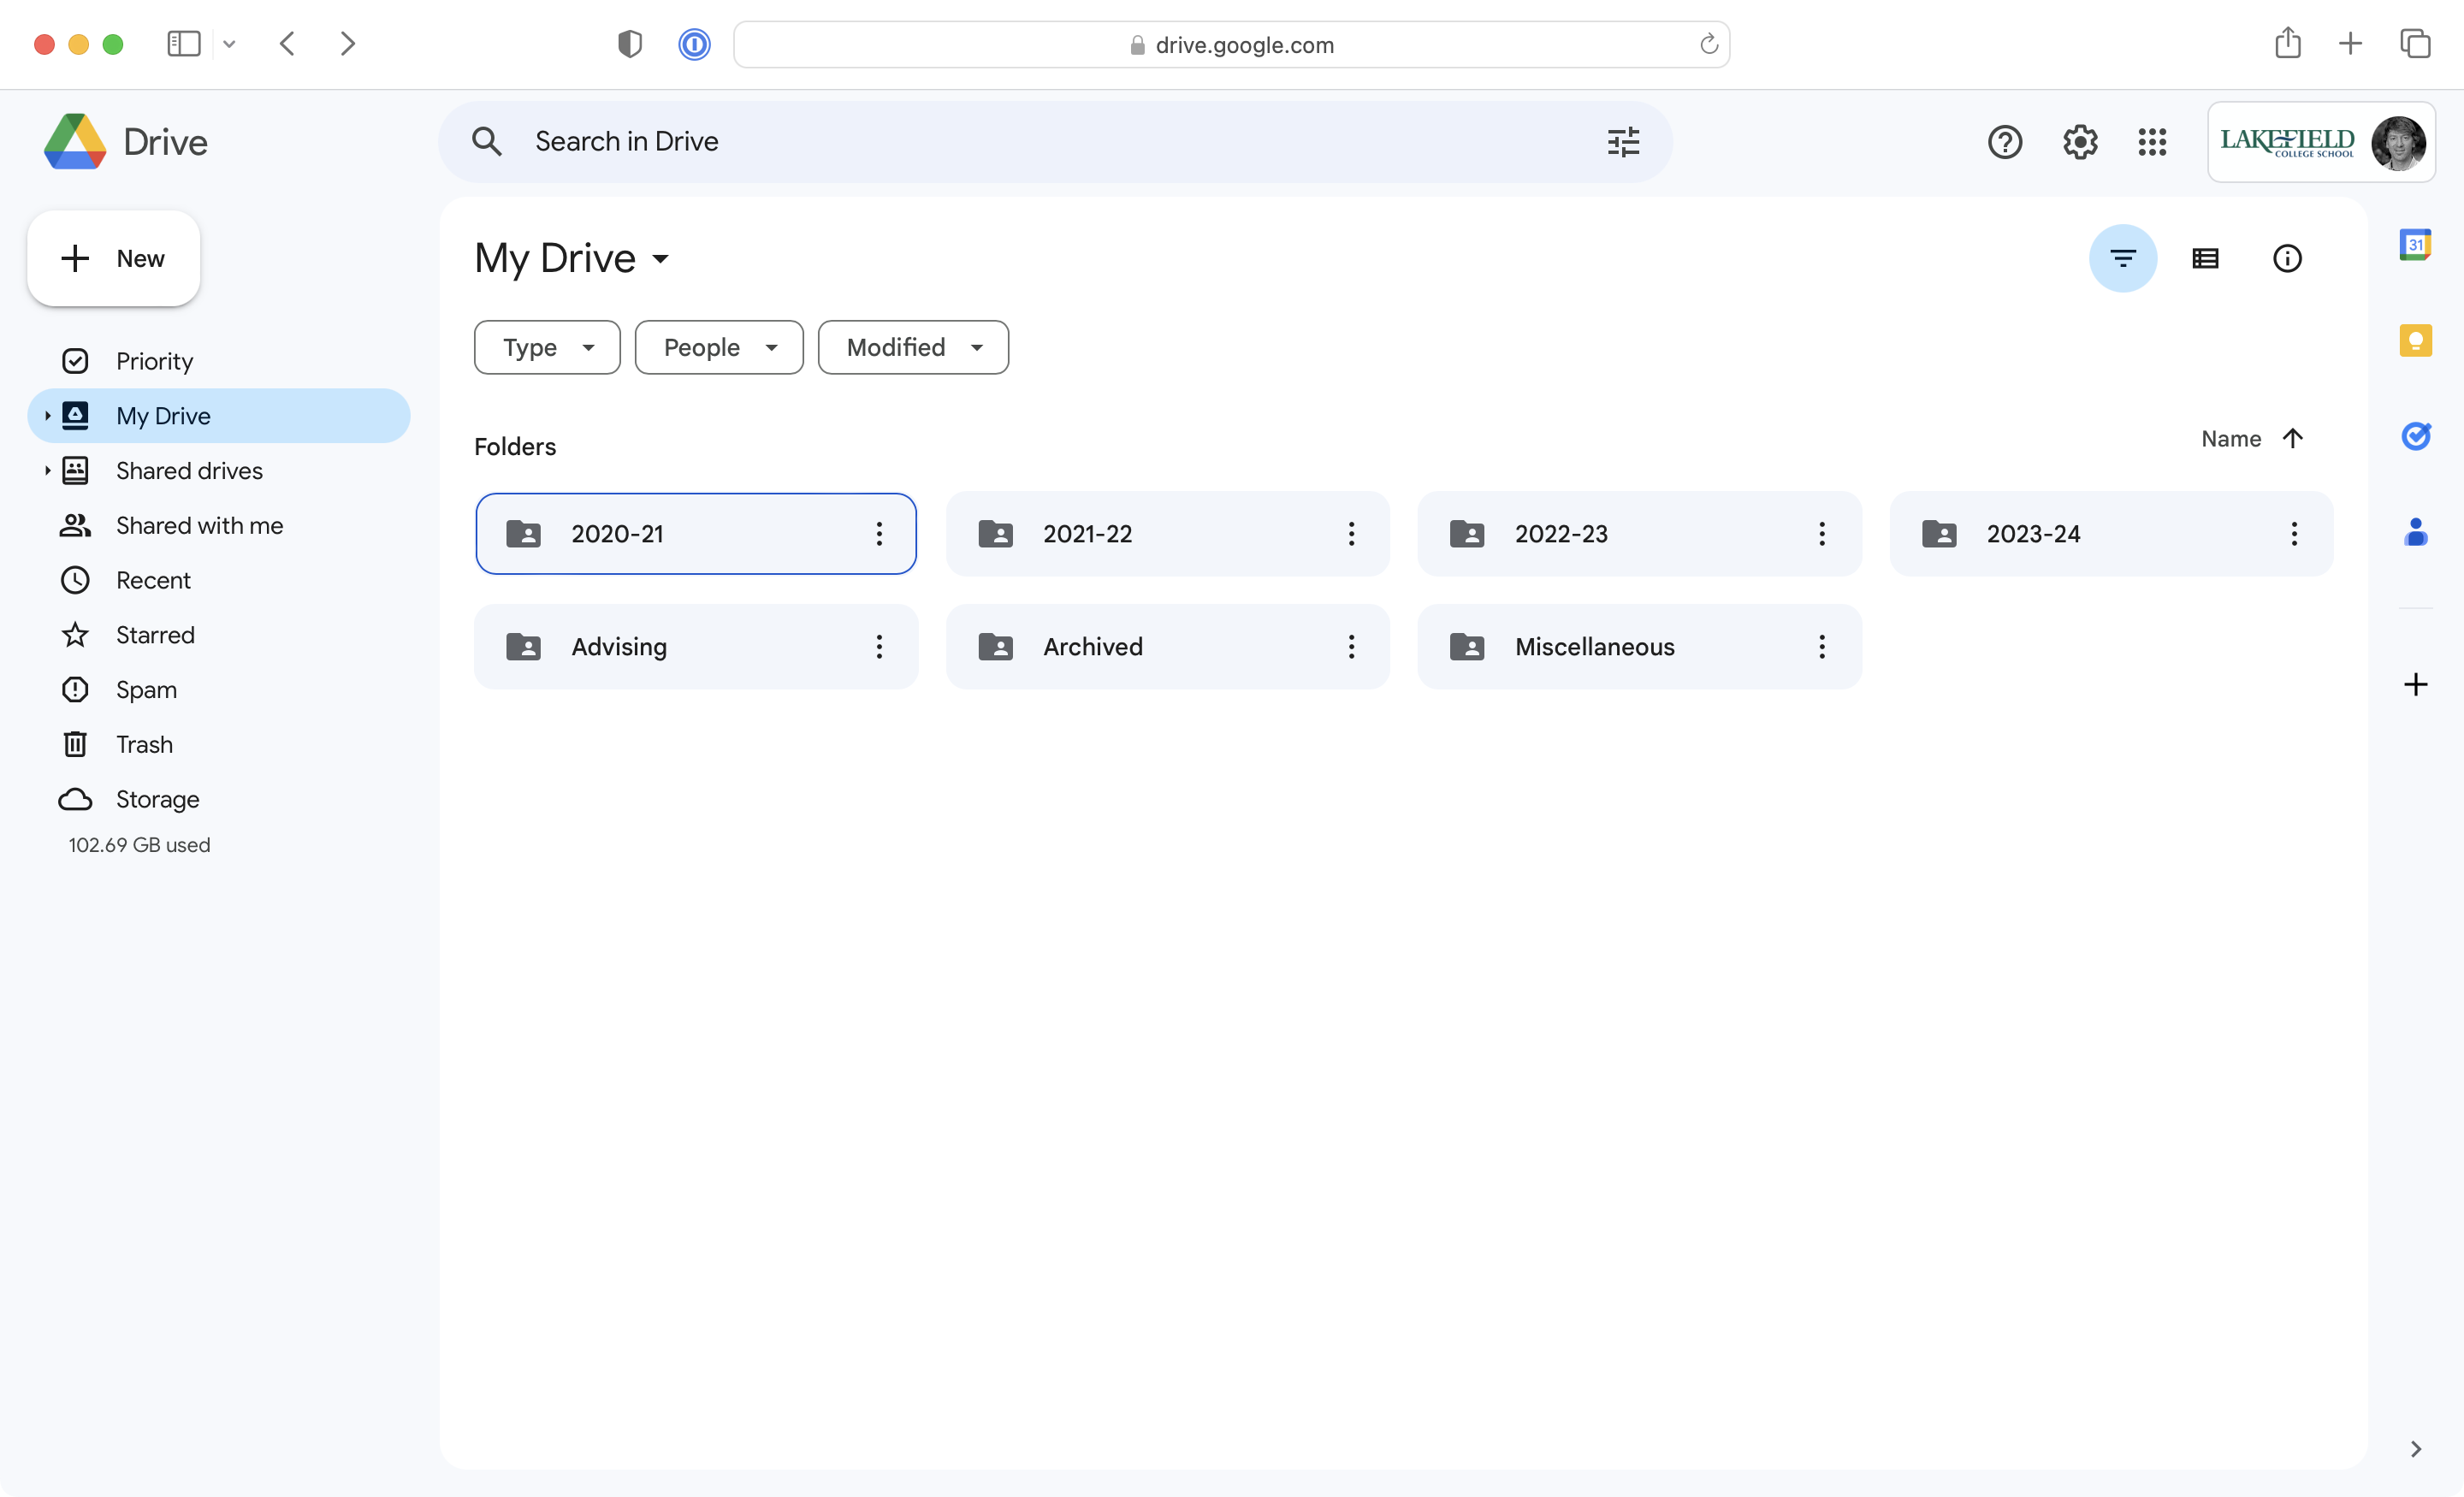 drive.google.com
Drive
Search in Drive
LAKEFIELD
COLLEGE SCHOOL
New
My Drive
31
Type
People
Modified
Priority
My Drive
Shared drives
Shared with me
Recent
Starred
Spam
Trash
Storage
102.69 GB used
Folders
Name
2020-21
2021-22
2022-23
2023-24
Advising
Archived
Miscellaneous